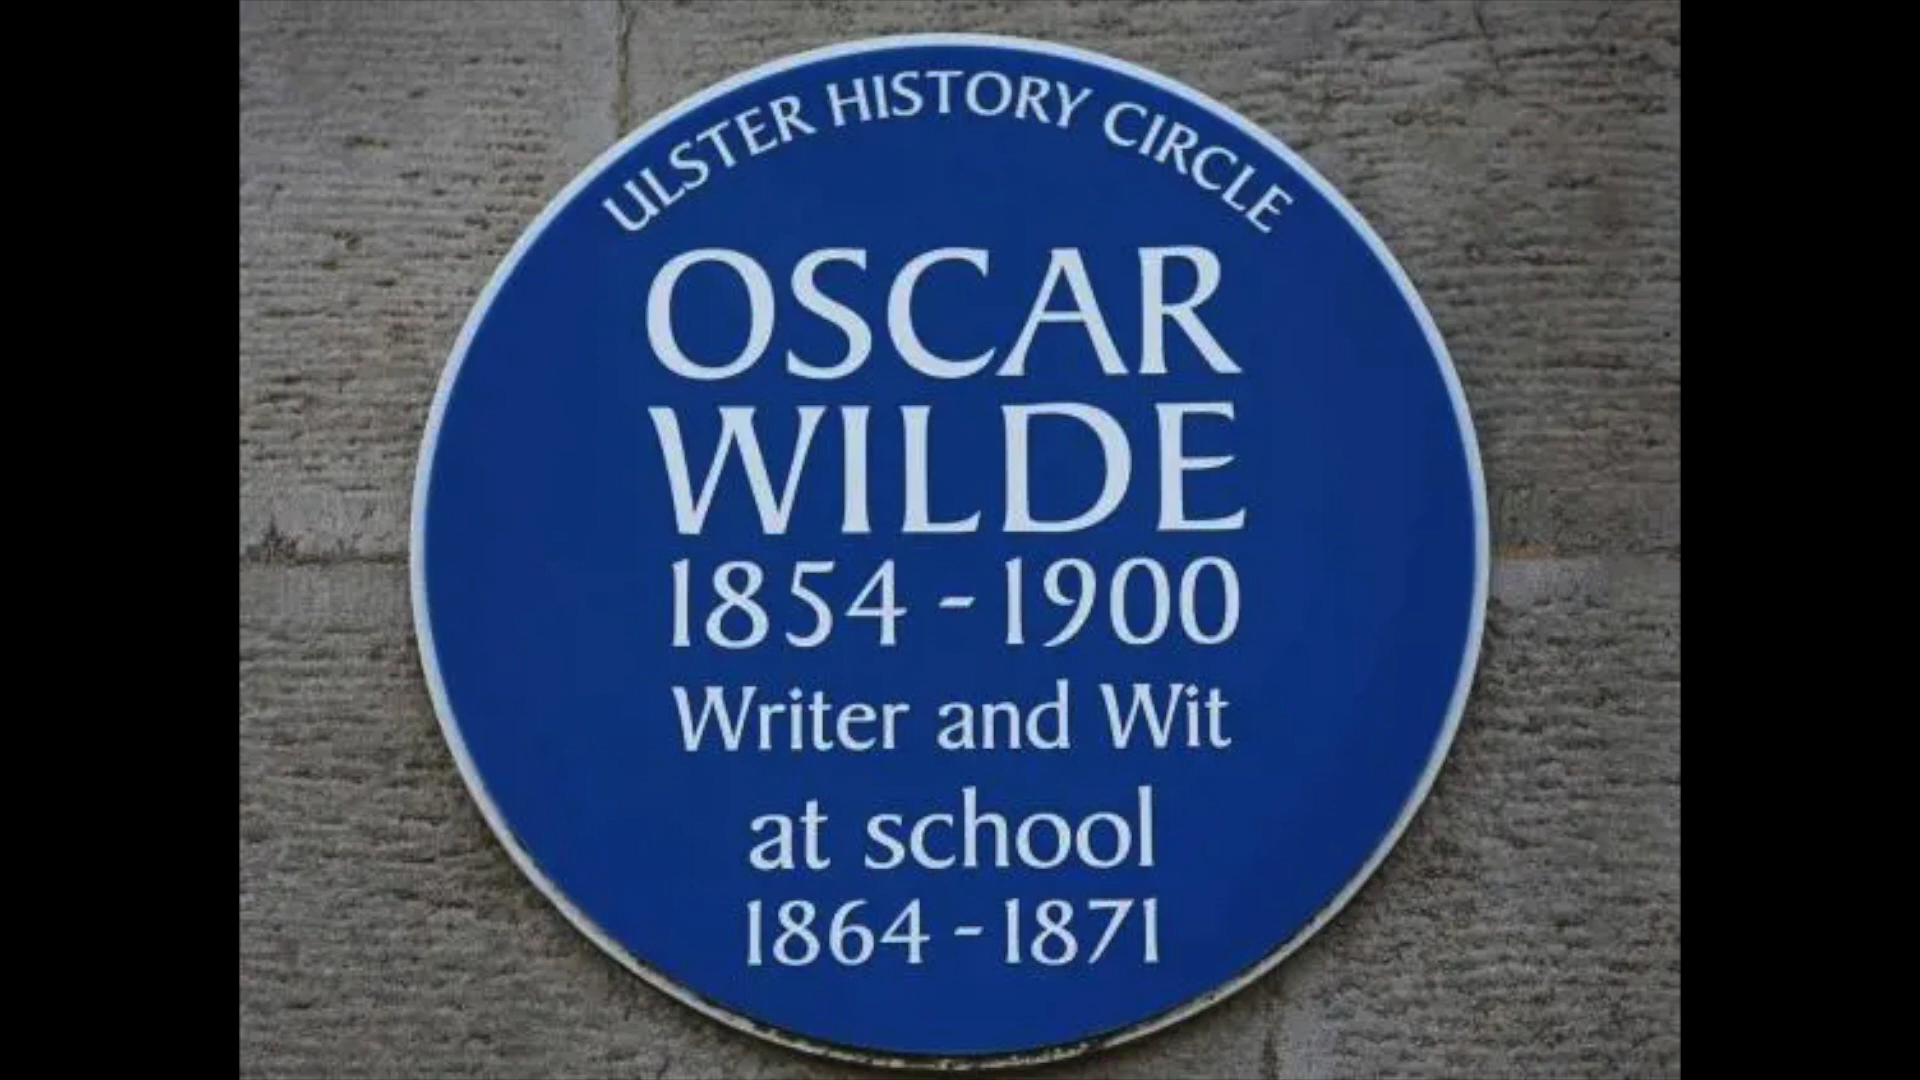 ULSTER HISTORY CIRCLE
OSCAR
WILDE
1854 - 1900
Writer and Wit
at school
1864 - 1871